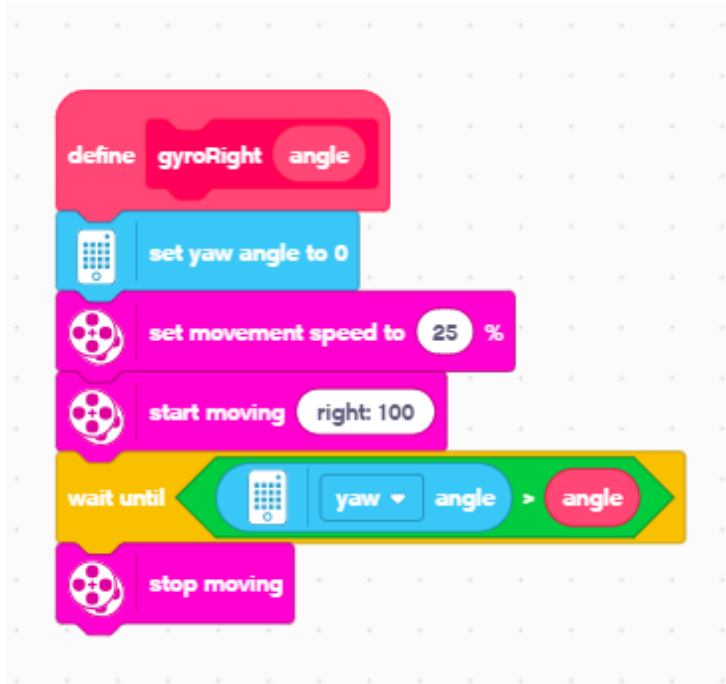 define gyroRight angle
set yaw angle to 0
set movement speed to 25 %
start moving right: 100
wait until yaw angle > angle
stop moving